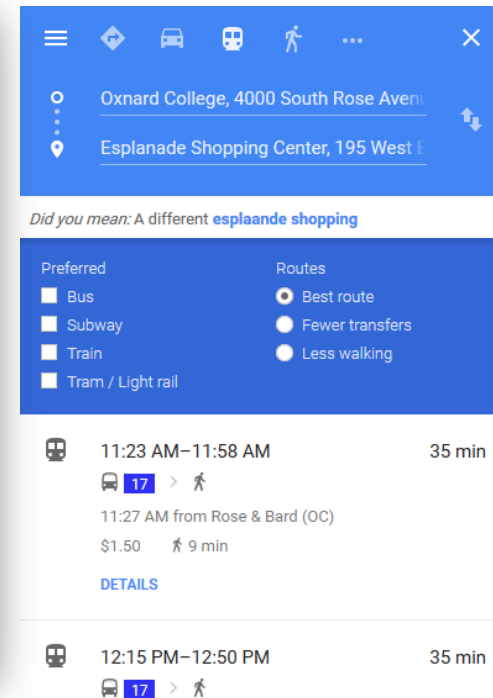 Oxnard College, 4000 South Rose Avenu
Esplanade Shopping Center, 195 West E
Did you mean: A different esplaande shopping
Preferred
Routes
Bus
Best route
Subway
Fewer transfers
Train
Less walking
Tram / Light rail
11:23 AM–11:58 AM 35 min
17
11:27 AM from Rose & Bard (OC)
$1.50 9 min
DETAILS
12:15 PM–12:50 PM 35 min
17